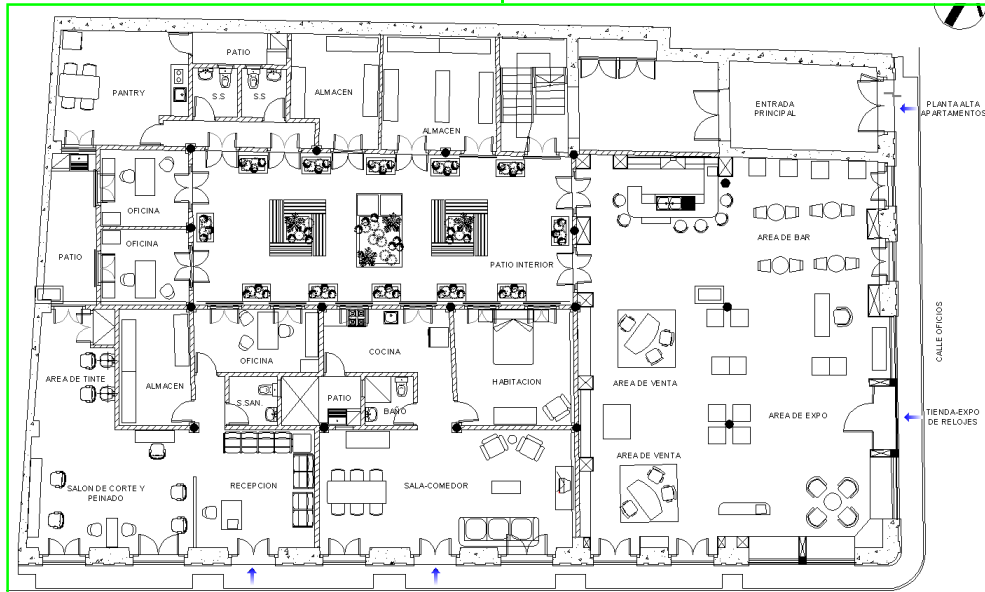 PATIO
PANTRY
S.S
S.S
ALMACEN
ALMACEN
ENTRADA
PRINCIPAL
PLANTA ALTA
APARTAMENTOS
OFICINA
OFICINA
PATIO
PATIO INTERIOR
AREA DE BAR
CALLE OFICIOS
AREA DE TINTE
ALMACEN
OFICINA
COCINA
S.SAN.
PATIO
BAÑO
HABITACION
AREA DE VENTA
AREA DE EXPO
TIENDA-EXPO
DE RELOJES
AREA DE VENTA
SALON DE CORTE Y
PEINADO
RECEPCION
SALA-COMEDOR